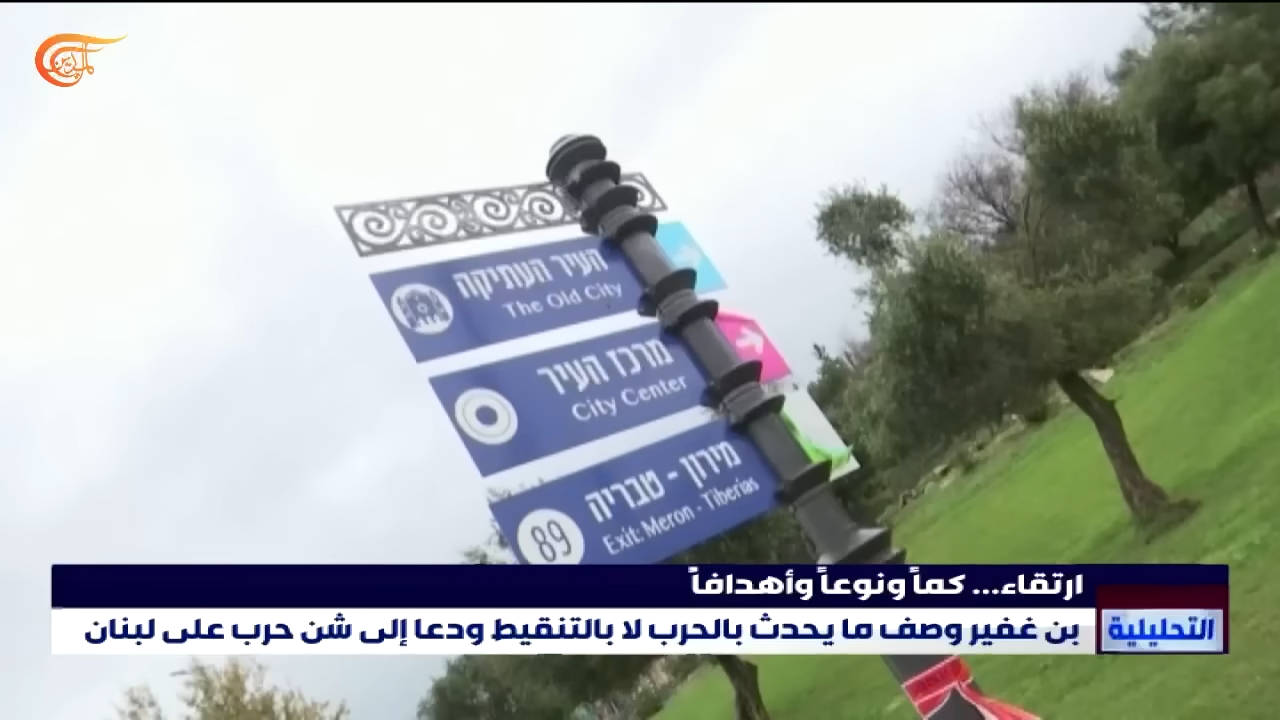 الميادين
העיר העתיקה
The Old City
מרכז העיר
City Center
מירון - טבריה
Exit: Meron - Tiberias
89
ارتقاء... كماً ونوعاً وأهدافاً
التحليلية
بن غفير وصف ما يحدث بالحرب لا بالتنقيط ودعا إلى شن حرب على لبنان